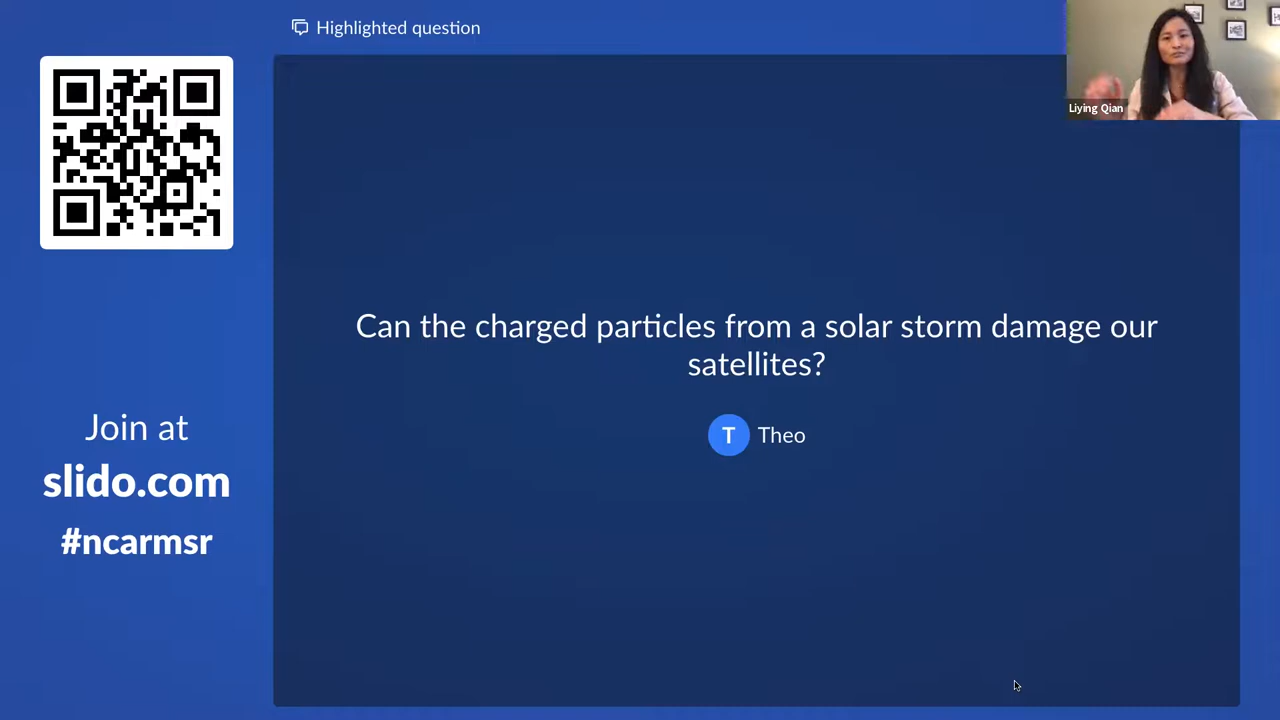 Highlighted question
Liying Qian
Can the charged particles from a solar storm damage our
satellites?
T Theo
Join at
slido.com
#ncarmsr